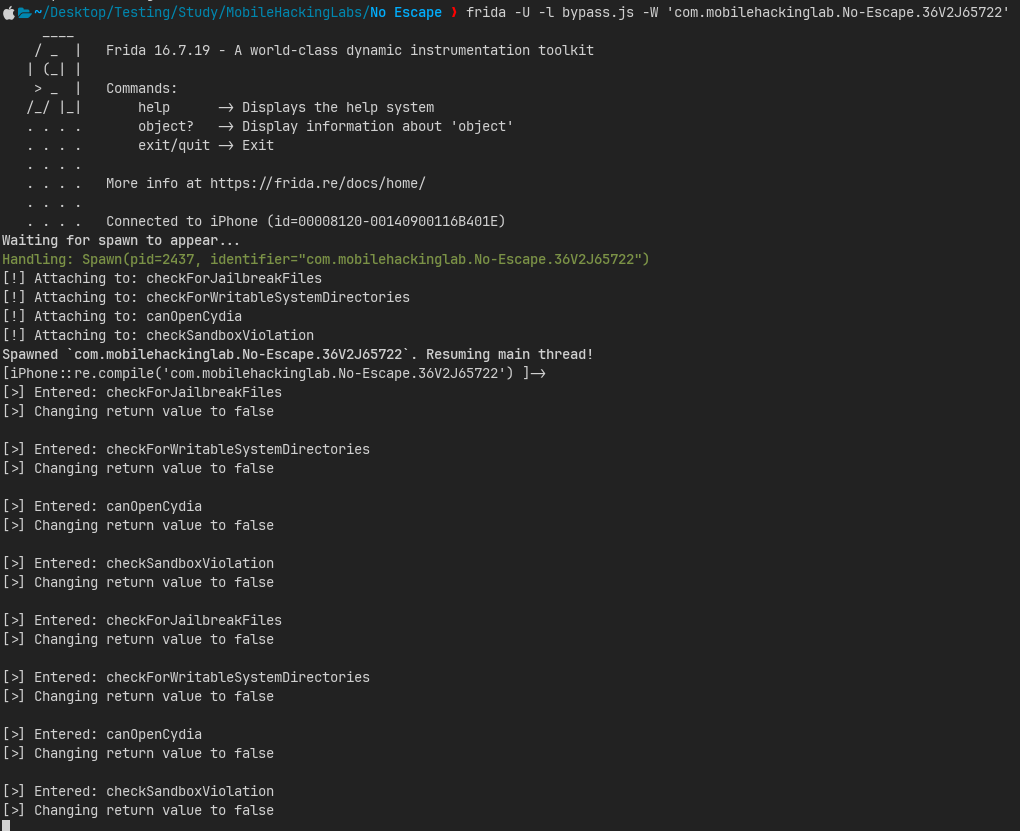 ~/Desktop/Testing/Study/MobileHackingLabs/No Escape ❯ frida -U -l bypass.js -W 'com.mobilehackinglab.No-Escape.36V2J65722'
     ____
    / _  |   Frida 16.7.19 - A world-class dynamic instrumentation toolkit
   | (_| |
    > _  |   Commands:
   /_/ |_|       help      -> Displays the help system
   . . . .       object?   -> Display information about 'object'
   . . . .       exit/quit -> Exit
   . . . .
   . . . .   More info at https://frida.re/docs/home/
   . . . .
   . . . .   Connected to iPhone (id=00008120-00140900116B401E)
Waiting for spawn to appear...
Handling: Spawn(pid=2437, identifier="com.mobilehackinglab.No-Escape.36V2J65722")
[!] Attaching to: checkForJailbreakFiles
[!] Attaching to: checkForWritableSystemDirectories
[!] Attaching to: canOpenCydia
[!] Attaching to: checkSandboxViolation
Spawned `com.mobilehackinglab.No-Escape.36V2J65722`. Resuming main thread!
[iPhone::re.compile('com.mobilehackinglab.No-Escape.36V2J65722') ]->
[>] Entered: checkForJailbreakFiles
[>] Changing return value to false

[>] Entered: checkForWritableSystemDirectories
[>] Changing return value to false

[>] Entered: canOpenCydia
[>] Changing return value to false

[>] Entered: checkSandboxViolation
[>] Changing return value to false

[>] Entered: checkForJailbreakFiles
[>] Changing return value to false

[>] Entered: checkForWritableSystemDirectories
[>] Changing return value to false

[>] Entered: canOpenCydia
[>] Changing return value to false

[>] Entered: checkSandboxViolation
[>] Changing return value to false